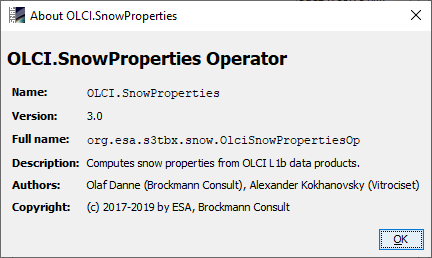 About OLCI.SnowProperties
OLCI.SnowProperties Operator
Name: OLCI.SnowProperties
Version: 3.0
Full name: org.esa.s3tbx.snow.OlciSnowPropertiesOp
Description: Computes snow properties from OLCI L1b data products.
Authors: Olaf Danne (Brockmann Consult), Alexander Kokhanovsky (Vitrociset)
Copyright: (c) 2017-2019 by ESA, Brockmann Consult
OK